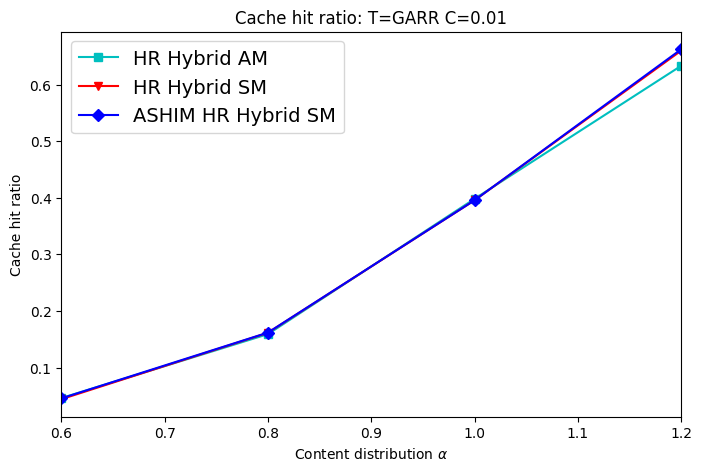 Cache hit ratio: T=GARR C=0.01
HR Hybrid AM
HR Hybrid SM
ASHIM HR Hybrid SM
Cache hit ratio
0.6
0.5
0.4
0.3
0.2
0.1
0.6 0.7 0.8 0.9 1.0 1.1 1.2
Content distribution α